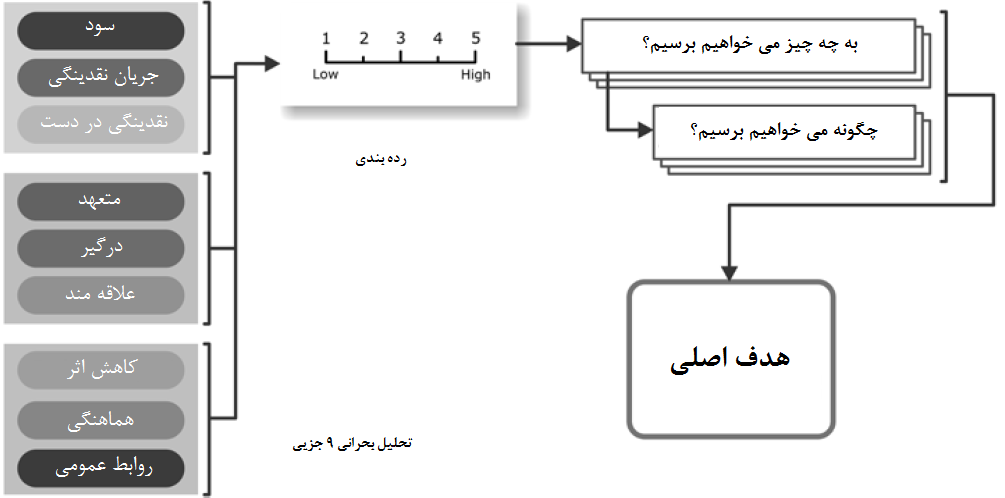 سود
جریان نقدینگی
نقدینگی در دست
متعهد
درگیر
علاقه مند
کاهش اثر
هماهنگی
روابط عمومی
1 2 3 4 5
Low High
رده بندی
تحلیل بحرانی ۹ جزیی
به چه چیز می خواهیم برسیم؟
چگونه می خواهیم برسیم؟
هدف اصلی